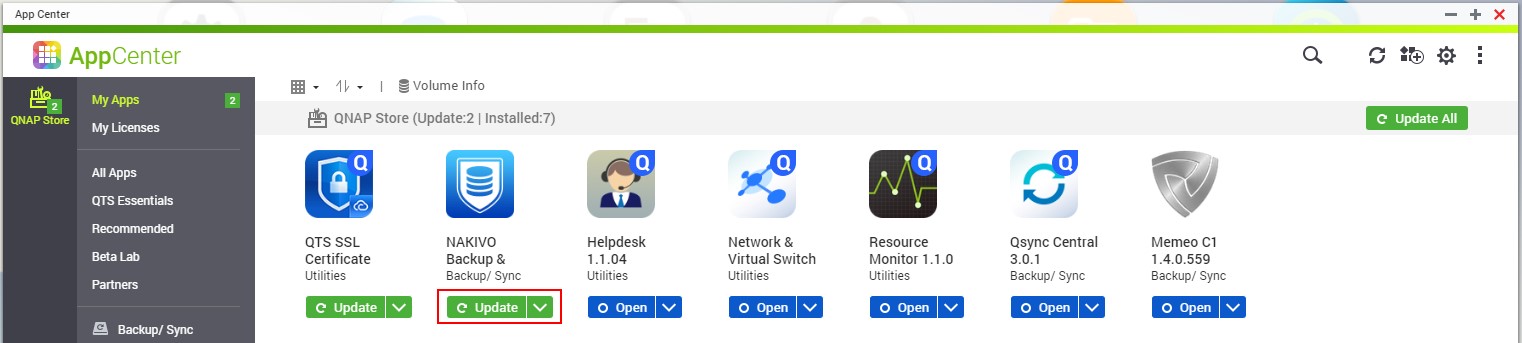 App Center
AppCenter
2
QNAP Store
My Apps 2
My Licenses
All Apps
QTS Essentials
Recommended
Beta Lab
Partners
Backup/ Sync
| Volume Info
QNAP Store (Update:2 | Installed:7)
Update All
Q
QTS SSL
Certificate
Utilities
Update
NAKIVO
Backup &
Backup/ Sync
Update
Q
Helpdesk
1.1.04
Utilities
Open
Q
Network &
Virtual Switch
Utilities
Open
Q
Resource
Monitor 1.1.0
Utilities
Open
Q
Qsync Central
3.0.1
Backup/ Sync
Open
Memeo C1
1.4.0.559
Backup/ Sync
Open